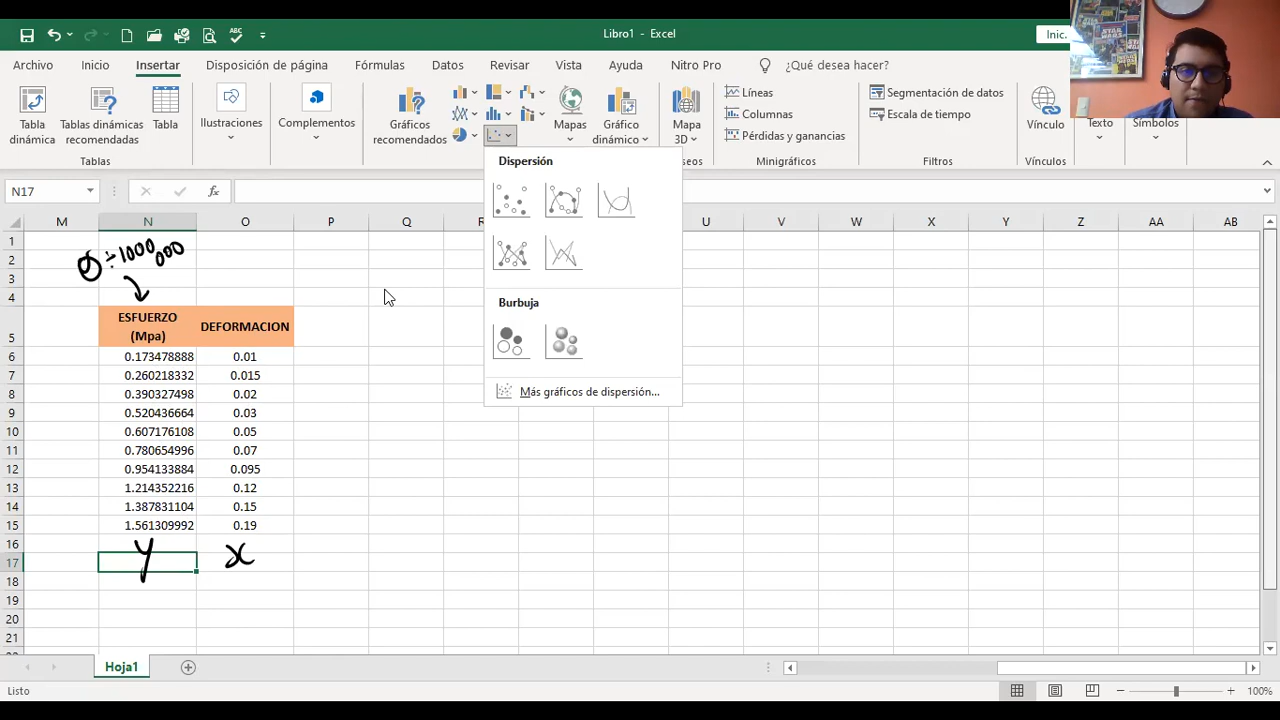 Libro1 - Excel
Inic.
Archivo Inicio Insertar Disposición de página Fórmulas Datos Revisar Vista Ayuda Nitro Pro ¿Qué desea hacer?
Tabla dinámica
Tablas dinámicas recomendadas
Tabla
Ilustraciones
Complementos
Gráficos recomendados
Mapas
Gráfico dinámico
Mapa 3D
Líneas
Columnas
Pérdidas y ganancias
Segmentación de datos
Escala de tiempo
Vínculo
Texto
Símbolos
Tablas
Minigráficos Filtros Vínculos
N17 fx
Dispersión
Burbuja
Más gráficos de dispersión...
M N O P Q R U V W X Y Z AA AB
1
2 ÷1000 000
3
4
5 ESFUERZO (Mpa) DEFORMACION
6 0.173478888 0.01
7 0.260218332 0.015
8 0.390327498 0.02
9 0.520436664 0.03
10 0.607176108 0.05
11 0.780654996 0.07
12 0.954133884 0.095
13 1.214352216 0.12
14 1.387831104 0.15
15 1.561309992 0.19
16
17 y x
18
19
20
21
Hoja1
Listo 100%